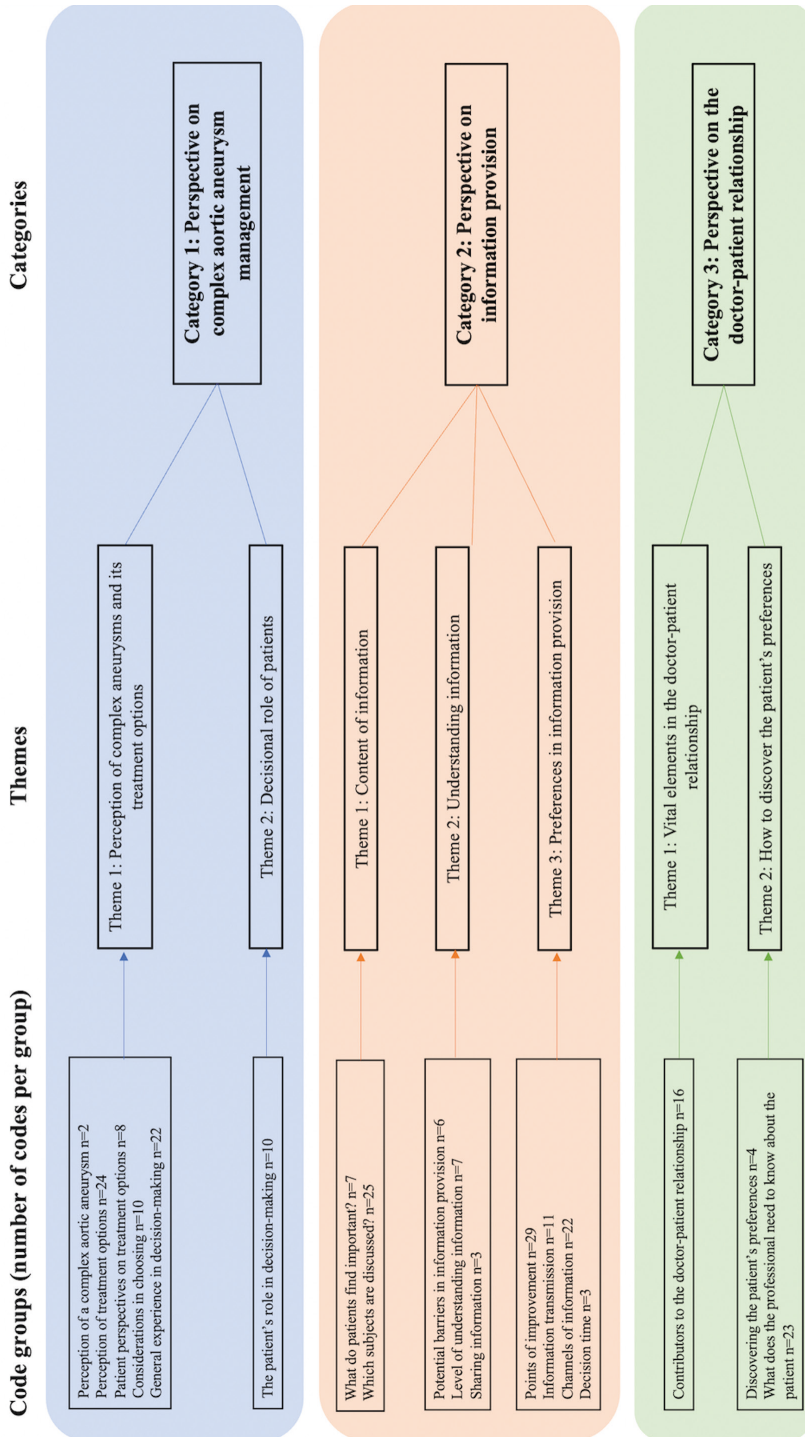 Code groups (number of codes per group)
Themes
Categories
Perception of a complex aortic aneurysm n=2
Perception of treatment options n=24
Patient perspectives on treatment options n=8
Considerations in choosing n=10
General experience in decision-making n=22
Theme 1: Perception of complex aneurysms and its
treatment options
Category 1: Perspective on
complex aortic aneurysm
management
The patient's role in decision-making n=10
Theme 2: Decisional role of patients
What do patients find important? n=7
Which subjects are discussed? n=25
Theme 1: Content of information
Potential barriers in information provision n=6
Level of understanding information n=7
Sharing information n=3
Theme 2: Understanding information
Category 2: Perspective on
information provision
Points of improvement n=29
Information transmission n=11
Channels of information n=22
Decision time n=3
Theme 3: Preferences in information provision
Contributors to the doctor-patient relationship n=16
Theme 1: Vital elements in the doctor-patient
relationship
Category 3: Perspective on the
doctor-patient relationship
Discovering the patient's preferences n=4
What does the professional need to know about the
patient n=23
Theme 2: How to discover the patient's preferences